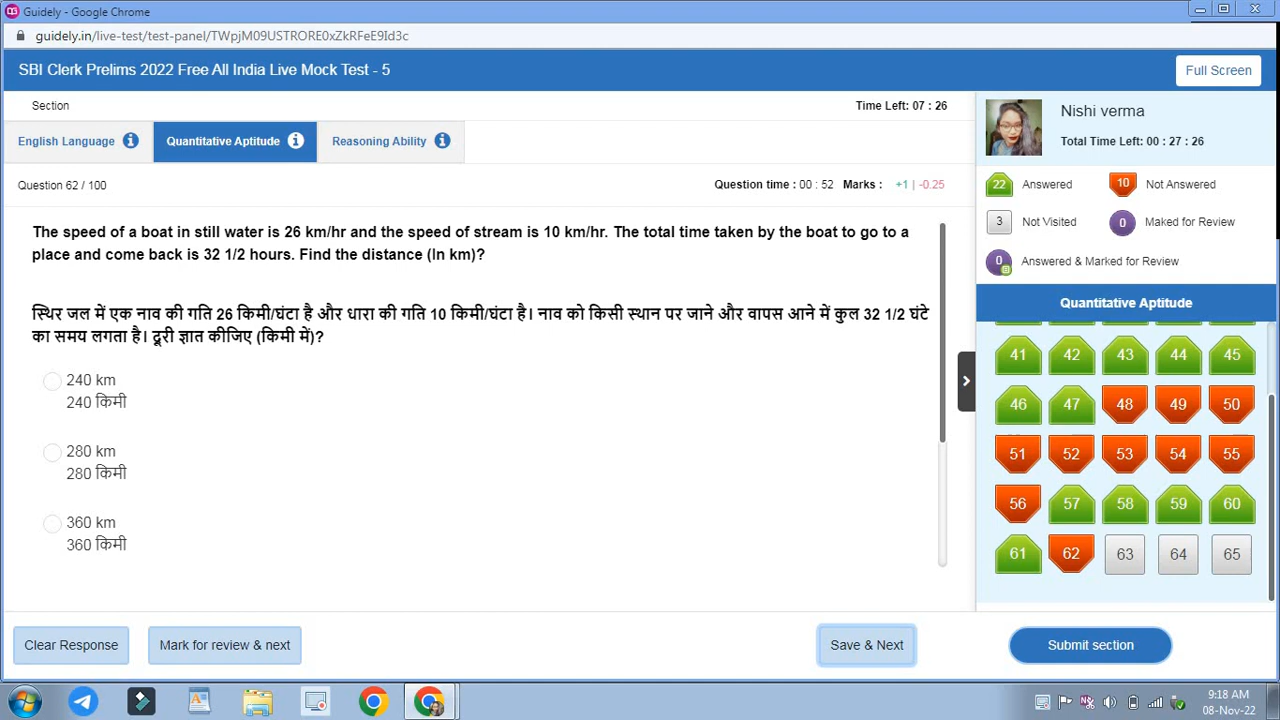 Guidely - Google Chrome
guidely.in/live-test/test-panel/TWpjM09USTRORE0xZkRFeE9Id3c
SBI Clerk Prelims 2022 Free All India Live Mock Test - 5
Full Screen
Section
Time Left: 07 : 26
English Language
Quantitative Aptitude
Reasoning Ability
Nishi verma
Total Time Left: 00 : 27 : 26
Question 62 / 100
Question time : 00 : 52 Marks : +1 | -0.25
22 Answered
10 Not Answered
3 Not Visited
0 Maked for Review
0 Answered & Marked for Review
The speed of a boat in still water is 26 km/hr and the speed of stream is 10 km/hr. The total time taken by the boat to go to a
place and come back is 32 1/2 hours. Find the distance (In km)?
स्थिर जल में एक नाव की गति 26 किमी/घंटा है और धारा की गति 10 किमी/घंटा है। नाव को किसी स्थान पर जाने और वापस आने में कुल 32 1/2 घंटे
का समय लगता है। दूरी ज्ञात कीजिए (किमी में)?
240 km
240 किमी
280 km
280 किमी
360 km
360 किमी
Quantitative Aptitude
41 42 43 44 45
46 47 48 49 50
51 52 53 54 55
56 57 58 59 60
61 62 63 64 65
Clear Response
Mark for review & next
Save & Next
Submit section
9:18 AM
08-Nov-22